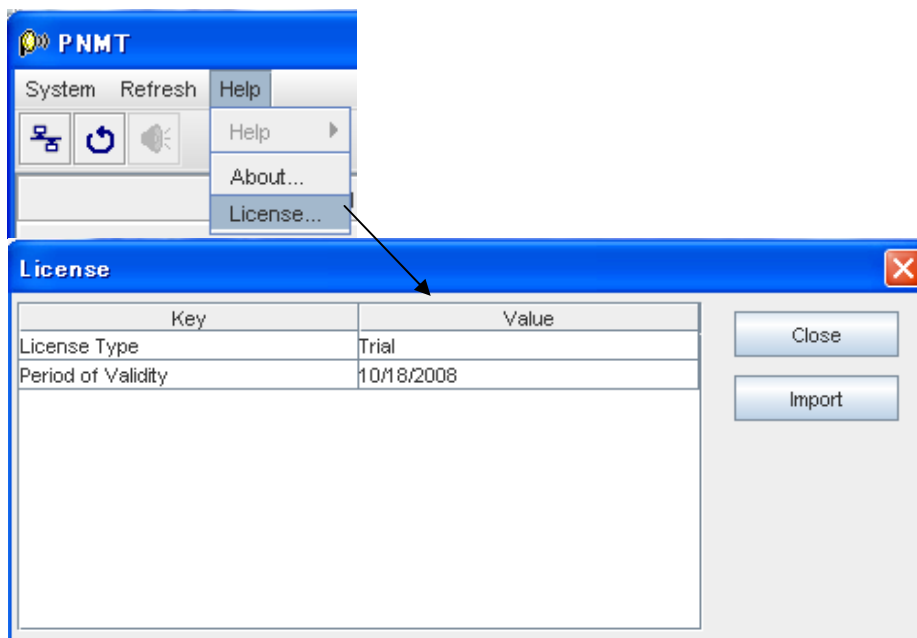 PNMT
System Refresh Help
Help
About...
License...
License
Key Value
License Type Trial
Period of Validity 10/18/2008
Close
Import